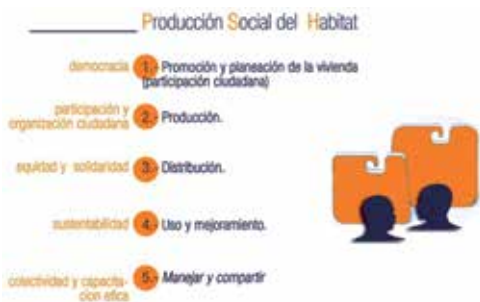 Producción Social del Habitat
democracia 1.- Promoción y planeación de la vivienda
(participación ciudadana)
participación y
organización ciudadana 2.- Producción.
equidad y solidaridad 3.- Distribución.
sustentabilidad 4.- Uso y mejoramiento.
colectividad y capacita-
cion etica 5.- Manejar y compartir